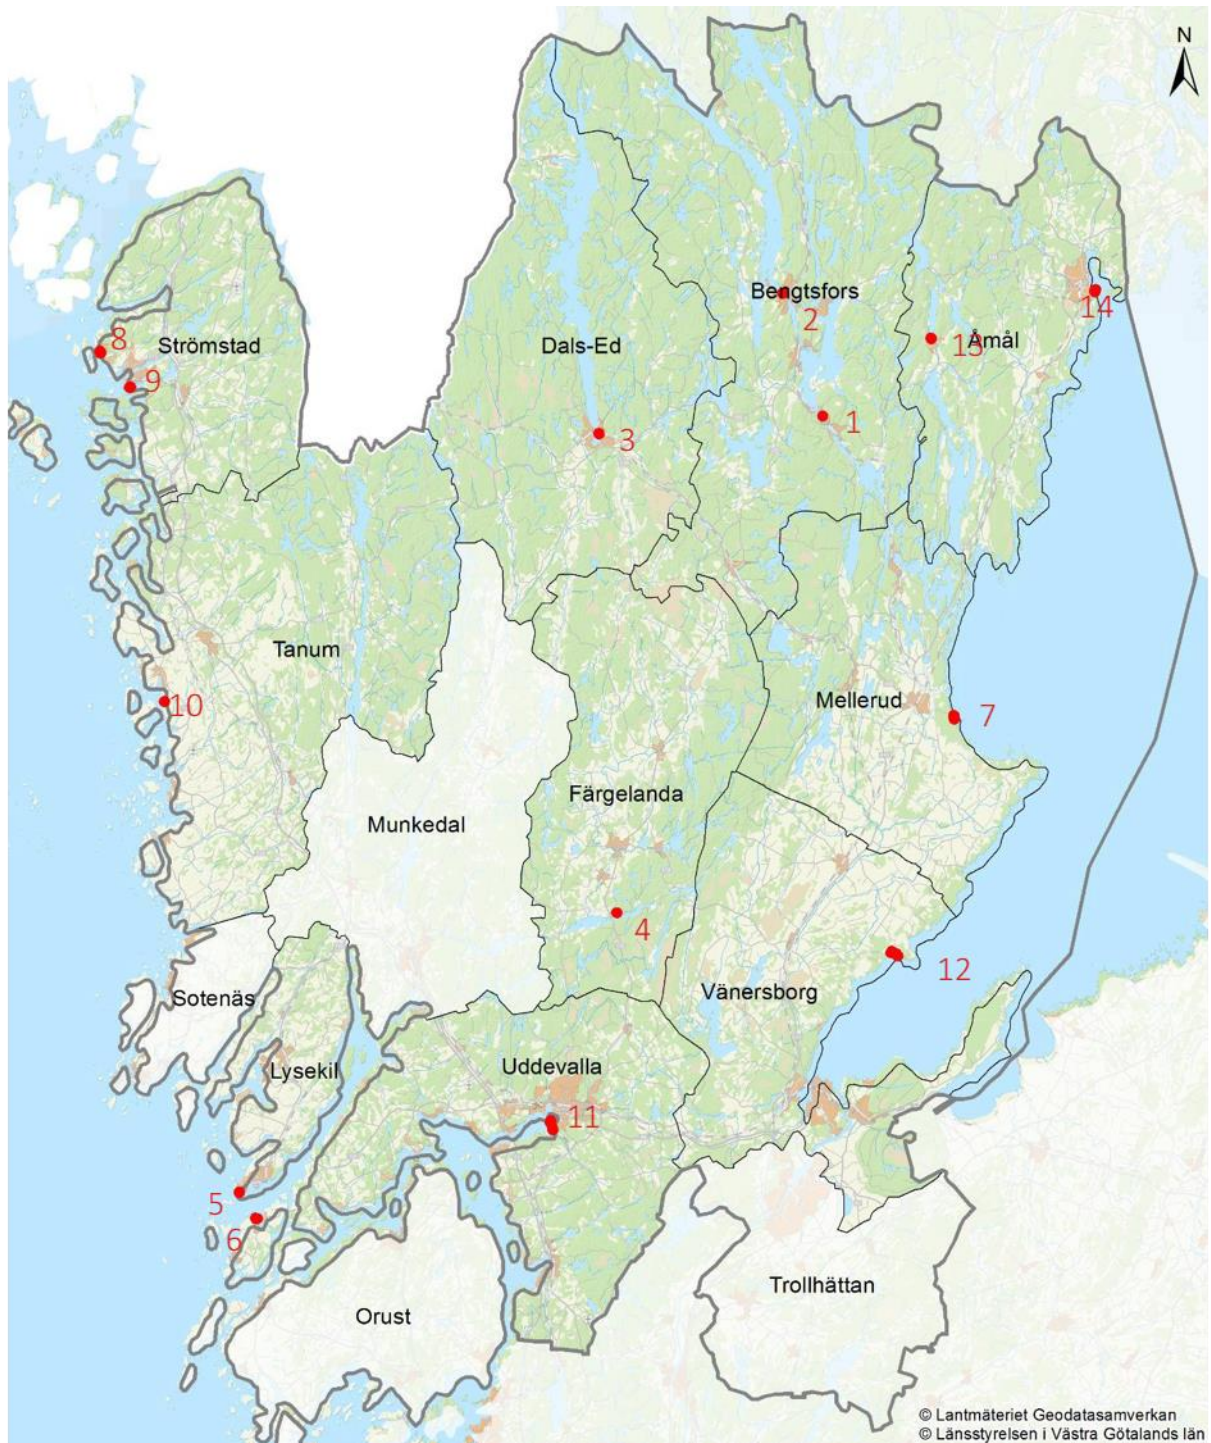 N
Bengtsfors
2
14
8
Strömstad
Dals-Ed
13
Åmål
9
1
3
Tanum
Mellerud
10
7
Färgelanda
Munkedal
4
12
Sotenäs
Vänersborg
Lysekil
Uddevalla
11
5
6
Trollhättan
Orust
© Lantmäteriet Geodatasamverkan
© Länsstyrelsen i Västra Götalands län